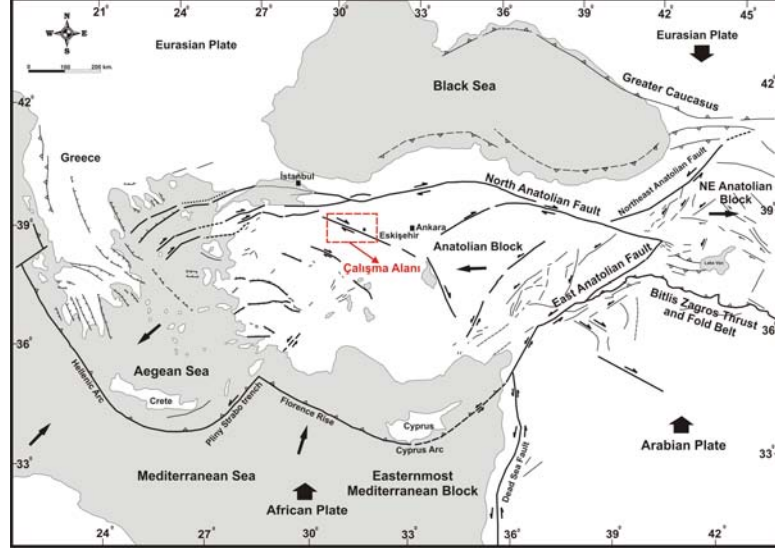 21° 24° 27° 28° 30° 33° 36° 39° 42° 45°
N
W E
S
0 100 200 km
Eurasian Plate
Eurasian Plate
Black Sea
Greater Caucasus
42° 42°
Greece
İstanbul
North Anatolian Fault
Northeast Anatolian Fault
NE Anatolian
Block
39° 39°
Ankara
Eskişehir
Anatolian Block
Çalışma Alanı
East Anatolian Fault
Lake Van
Bitlis Zagros Thrust
and Fold Belt
36° 36°
Aegean Sea
Hellenic Arc
Crete
Pliny Strabo trench
Florence Rise
Cyprus
Cyprus Arc
Dead Sea Fault
Arabian Plate
33° 33°
Mediterranean Sea
Easternmost
Mediterranean Block
African Plate
24° 27° 30° 33° 36° 39° 42°